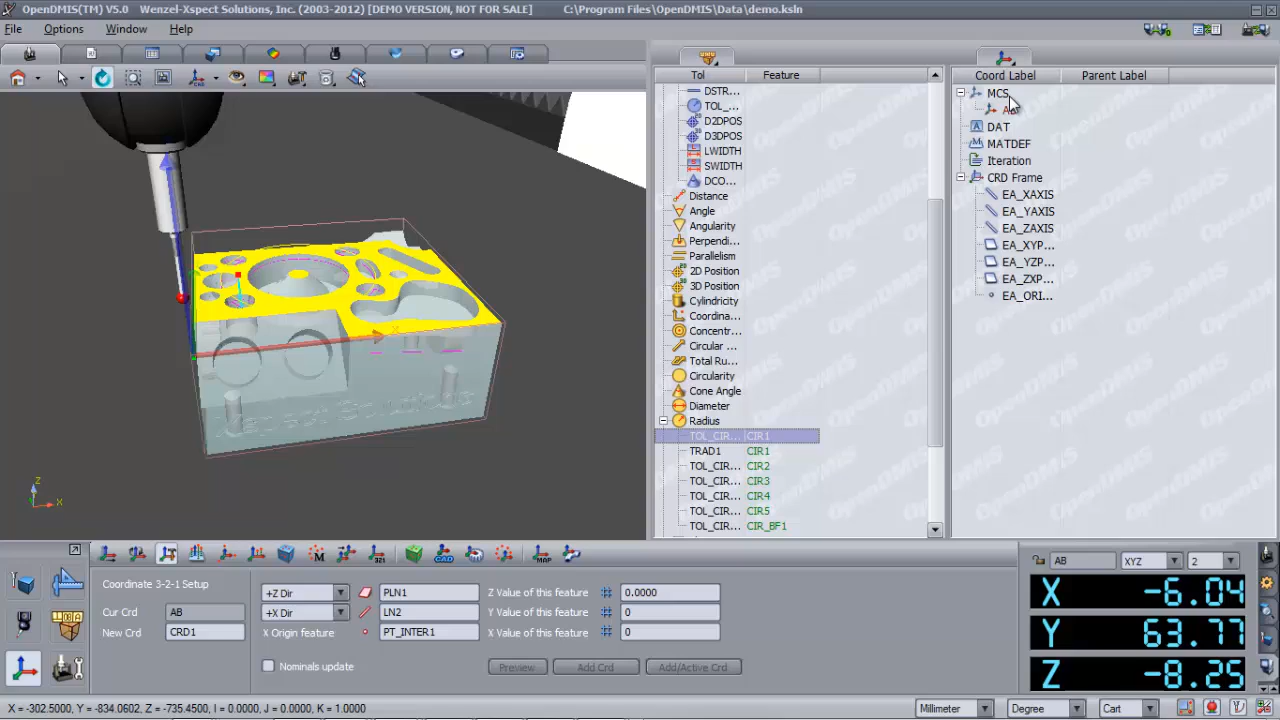 OpenDMIS(TM) V5.0 Wenzel-Xspect Solutions, Inc. (2003-2012) [DEMO VERSION, NOT FOR SALE] C:\Program Files\OpenDMIS\Data\demo.ksln
File Options Window Help
Tol Feature
DSTR...
TOL_...
D2DPOS
D3DPOS
LWIDTH
SWIDTH
DCO...
Distance
Angle
Angularity
Perpendi...
Parallelism
2D Position
3D Position
Cylindricity
Coordina...
Concentr...
Circular ...
Total Ru...
Circularity
Cone Angle
Diameter
Radius
TOL_CIR... CIR1
TRAD1 CIR1
TOL_CIR... CIR2
TOL_CIR... CIR3
TOL_CIR... CIR4
TOL_CIR... CIR5
TOL_CIR... CIR_BF1
Coord Label Parent Label
MCS
DAT
MATDEF
Iteration
CRD Frame
EA_XAXIS
EA_YAXIS
EA_ZAXIS
EA_XYP...
EA_YZP...
EA_ZXP...
EA_ORI...
OpenDMIS
X
Z
X
Coordinate 3-2-1 Setup
Cur Crd AB
New Crd CRD1
+Z Dir PLN1 Z Value of this feature 0.0000
+X Dir LN2 Y Value of this feature 0
X Origin feature PT_INTER1 X Value of this feature 0
Nominals update Preview Add Crd Add/Active Crd
AB XYZ 2
X -6.04
Y 63.77
Z -8.25
X = -302.5000, Y = -834.0602, Z = -735.4500, I = 0.0000, J = 0.0000, K = 1.0000 Millimeter Degree Cart